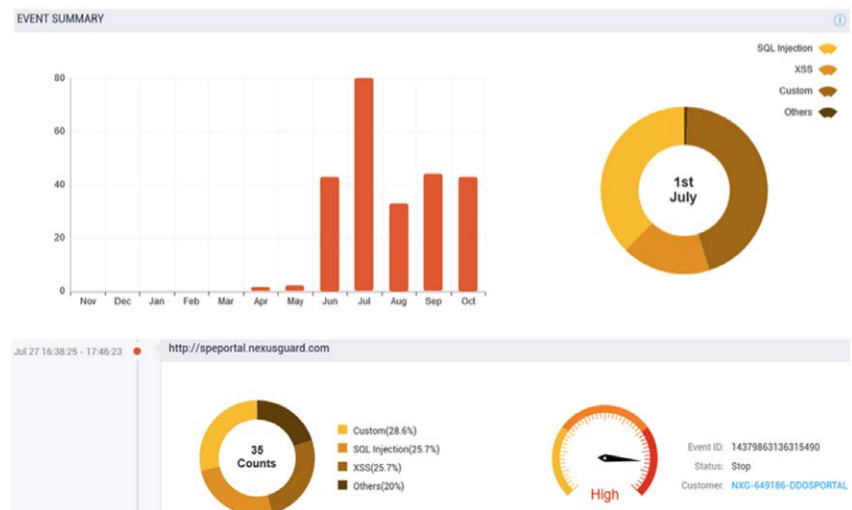 EVENT SUMMARY
SQL Injection
XSS
Custom
Others
80
60
40
20
0
Nov Dec Jan Feb Mar Apr May Jun Jul Aug Sep Oct
1st
July
Jul 27 16:38:25 - 17:46:23
http://speportal.nexusguard.com
35
Counts
Custom(28.6%)
SQL Injection(25.7%)
XSS(25.7%)
Others(20%)
High
Event ID: 14379863136315490
Status: Stop
Customer: NXG-649186-DDOSPORTAL